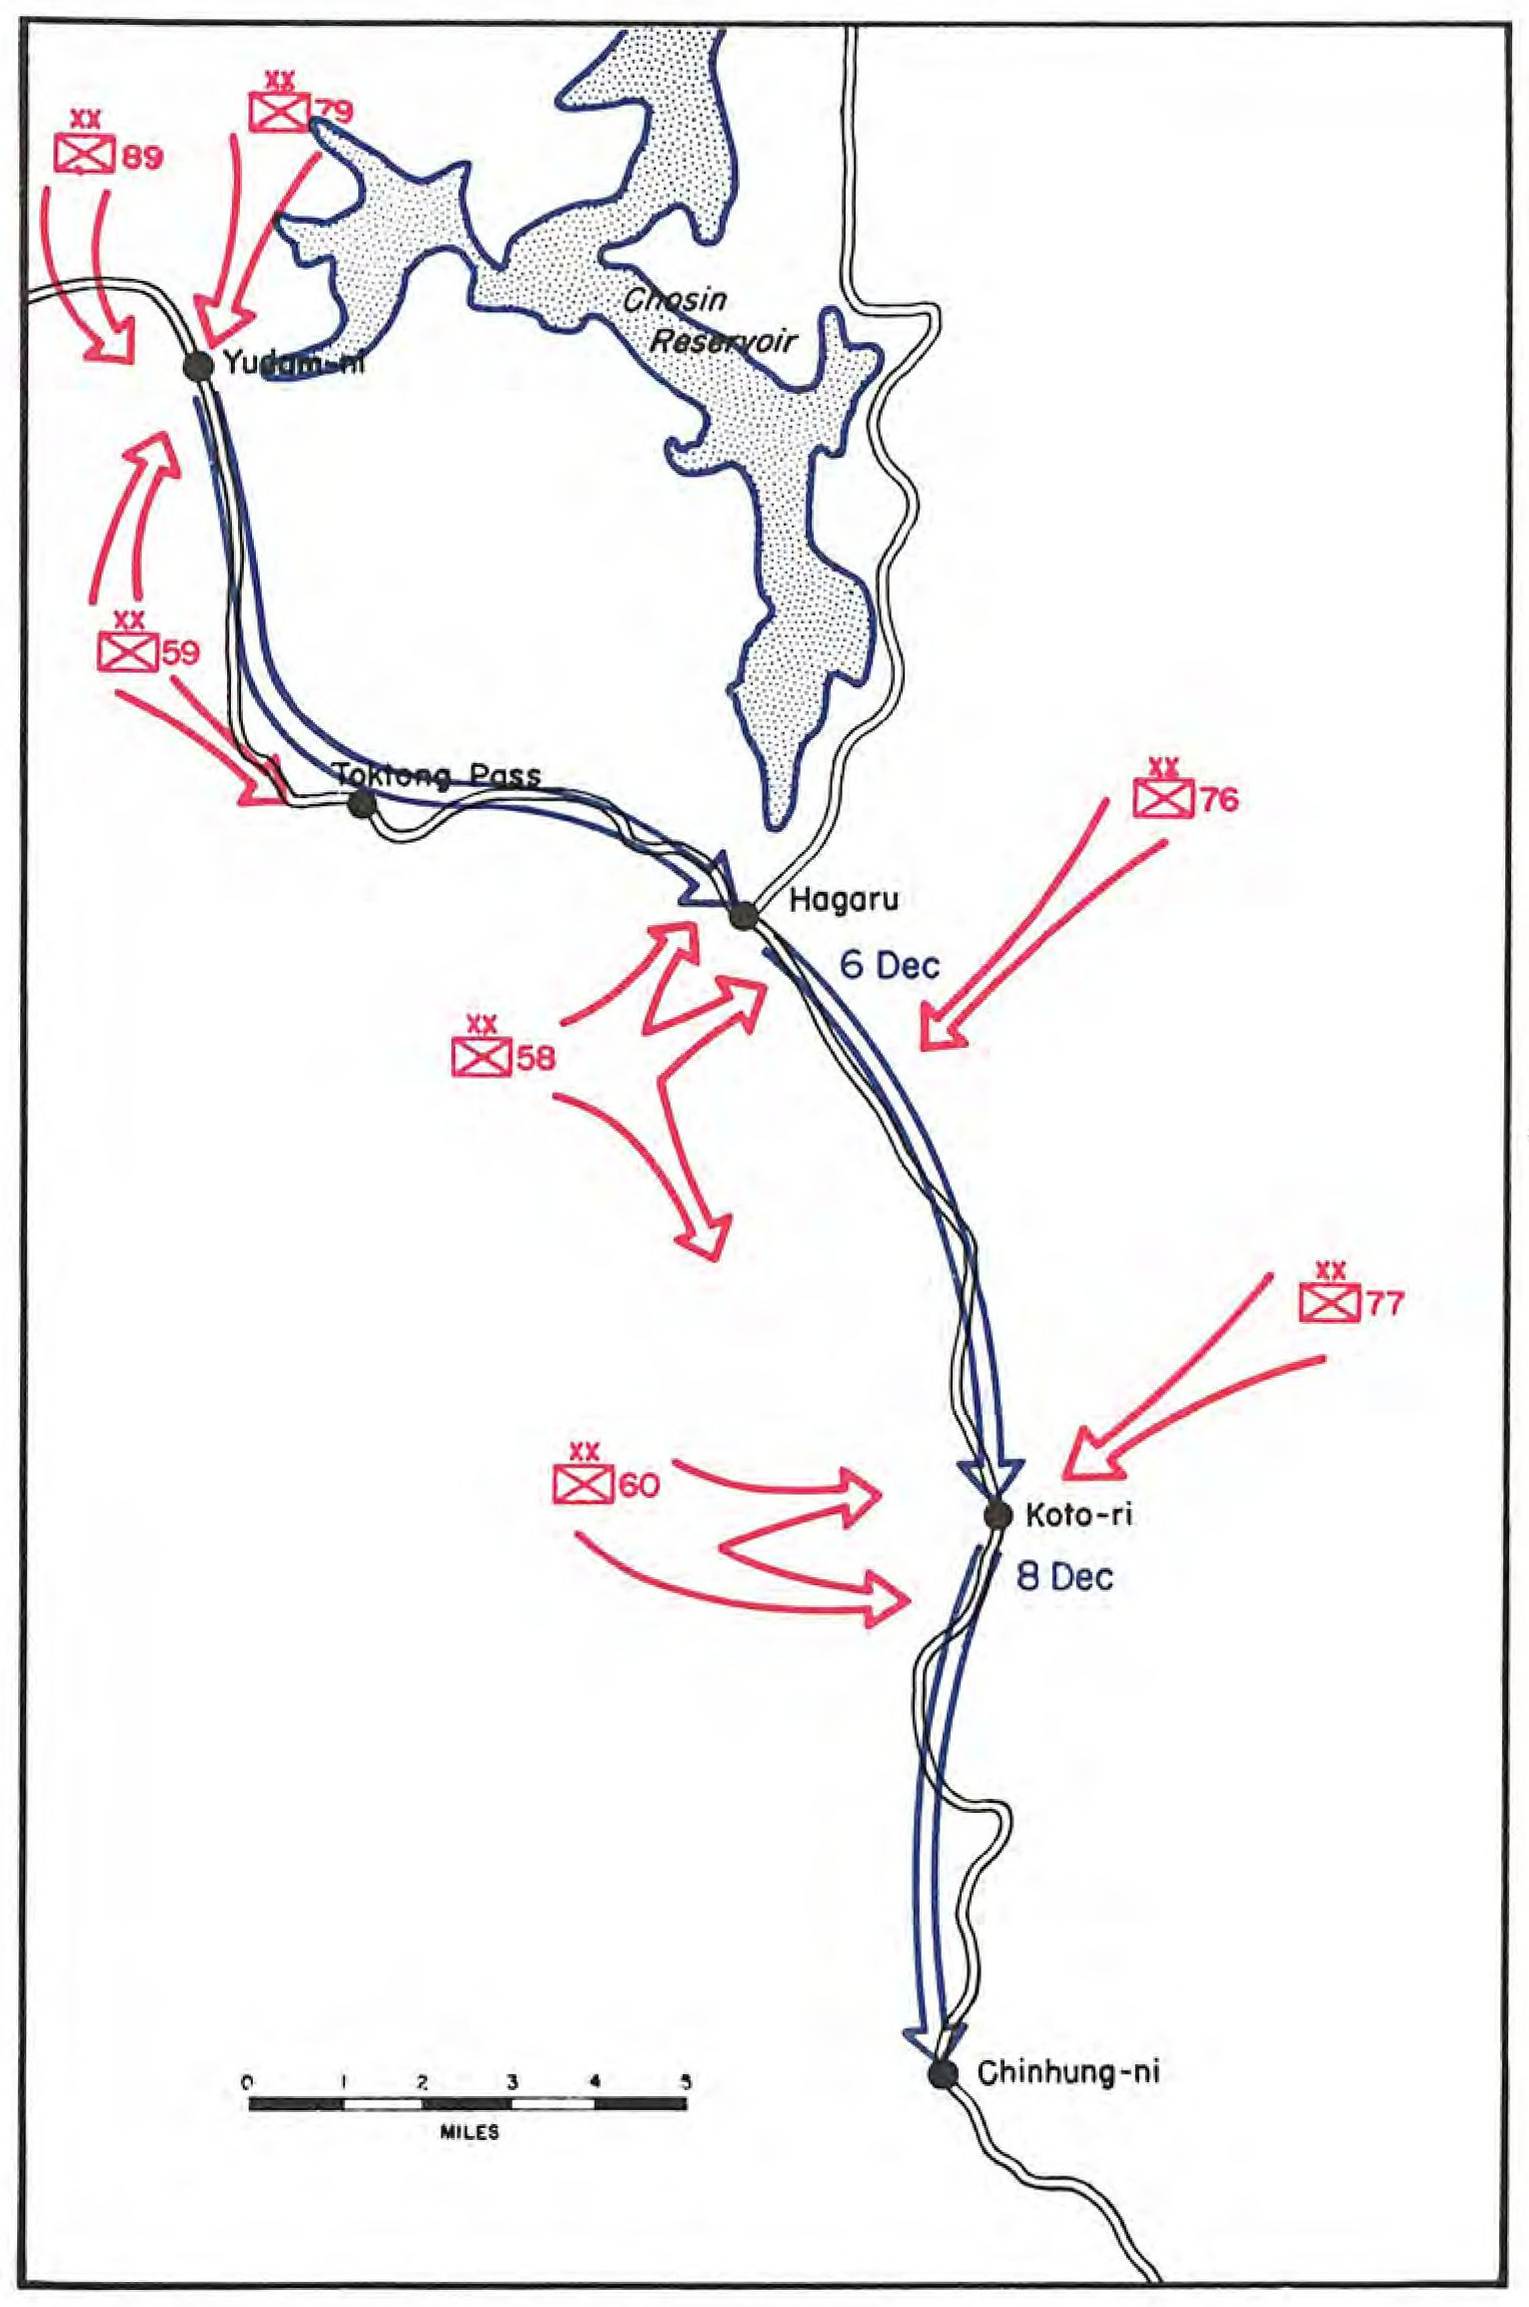 XX
79
XX
89
Chosin
Reservoir
Yudam-ni
XX
59
Toktong Pass
XX
76
Hagaru
6 Dec
XX
58
XX
77
XX
60
Koto-ri
8 Dec
Chinhung-ni
0 1 2 3 4 5
MILES